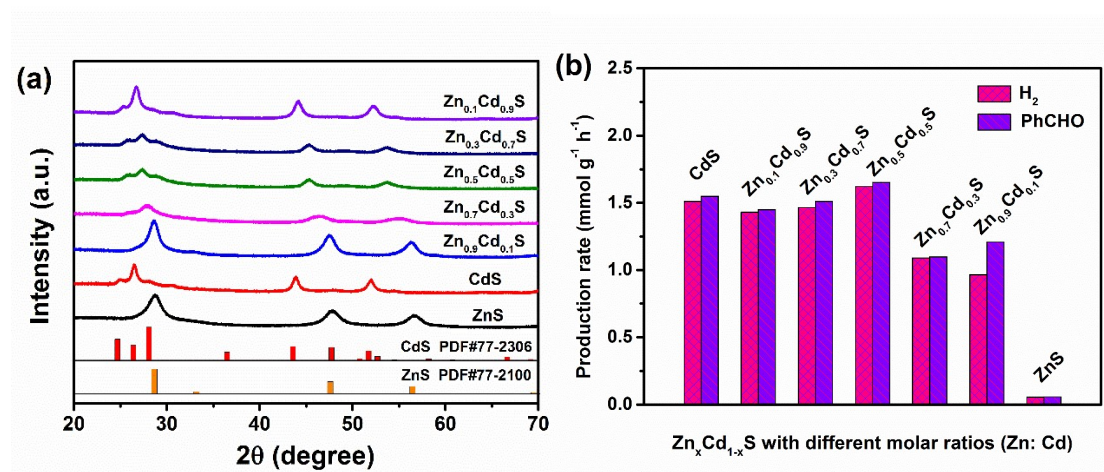 (a)
Intensity (a.u.)
Zn0.1Cd0.9S
Zn0.3Cd0.7S
Zn0.5Cd0.5S
Zn0.7Cd0.3S
Zn0.9Cd0.1S
CdS
ZnS
CdS PDF#77-2306
ZnS PDF#77-2100
20 30 40 50 60 70
2θ (degree)
(b)
Production rate (mmol g-1 h-1)
2.5
2.0
1.5
1.0
0.5
0.0
H2
PhCHO
CdS
Zn0.1Cd0.9S
Zn0.3Cd0.7S
Zn0.5Cd0.5S
Zn0.7Cd0.3S
Zn0.9Cd0.1S
ZnS
ZnxCd1-xS with different molar ratios (Zn: Cd)